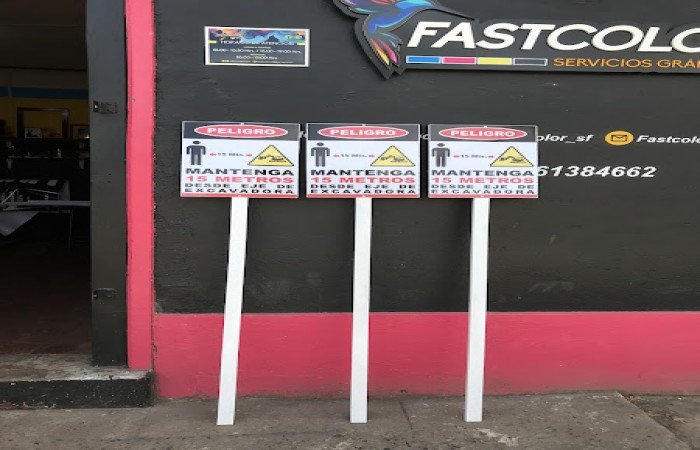 FASTCOLO
SERVICIOS GRÁ
olor_sf Fastco
61384662
PELIGRO
15 Mts.
MANTENGA
15 METROS
DESDE EJE DE
EXCAVADORA
PELIGRO
15 Mts.
MANTENGA
15 METROS
DESDE EJE DE
EXCAVADORA
PELIGRO
15 Mts.
MANTENGA
15 METROS
DESDE EJE DE
EXCAVADORA